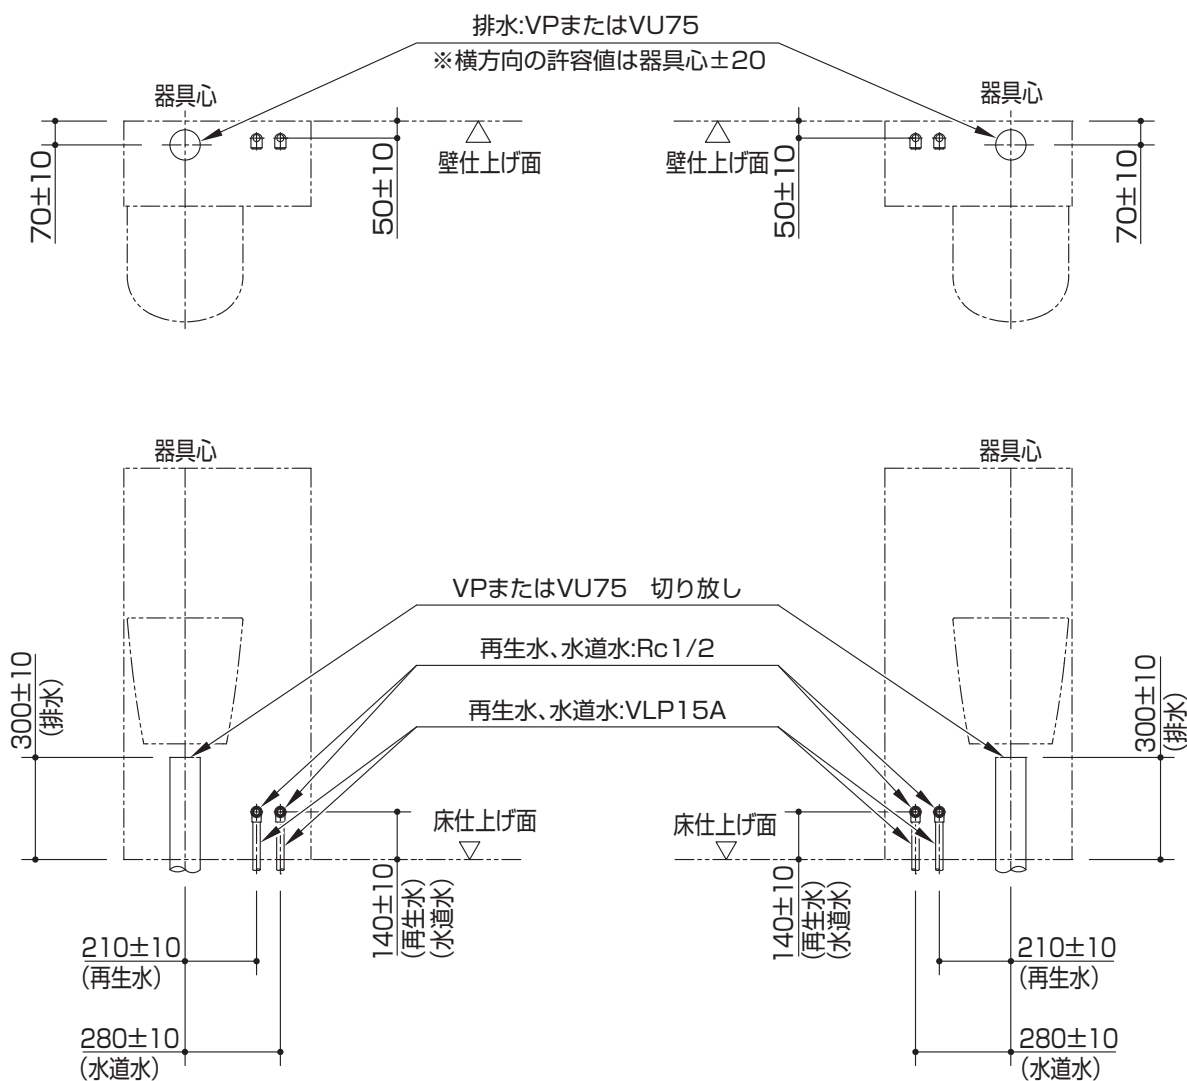 排水:VPまたはVU75
※横方向の許容値は器具心±20
器具心
器具心
70±10
50±10
壁仕上げ面
壁仕上げ面
50±10
70±10
器具心
器具心
VPまたはVU75　切り放し
再生水、水道水:Rc1/2
再生水、水道水:VLP15A
300±10
(排水)
300±10
(排水)
床仕上げ面
床仕上げ面
140±10
(再生水)
(水道水)
140±10
(再生水)
(水道水)
210±10
(再生水)
210±10
(再生水)
280±10
(水道水)
280±10
(水道水)